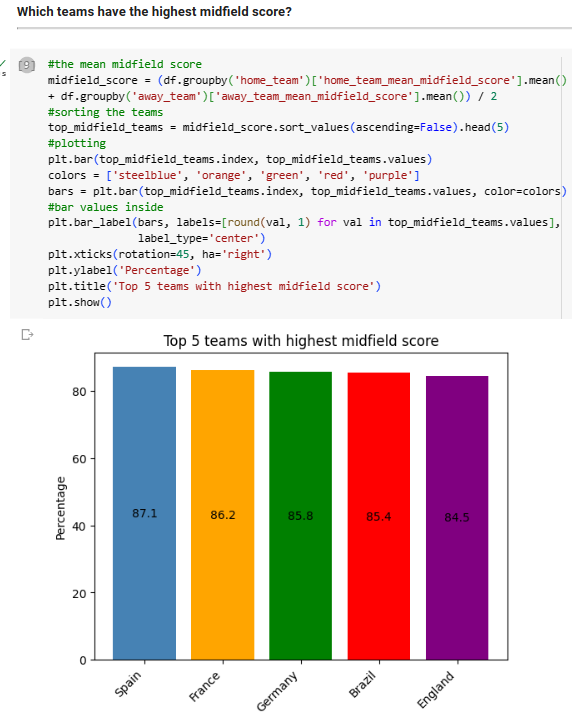 Which teams have the highest midfield score?
#the mean midfield score
midfield_score = (df.groupby('home_team')['home_team_mean_midfield_score'].mean()
+ df.groupby('away_team')['away_team_mean_midfield_score'].mean()) / 2
#sorting the teams
top_midfield_teams = midfield_score.sort_values(ascending=False).head(5)
#plotting
plt.bar(top_midfield_teams.index, top_midfield_teams.values)
colors = ['steelblue', 'orange', 'green', 'red', 'purple']
bars = plt.bar(top_midfield_teams.index, top_midfield_teams.values, color=colors)
#bar values inside
plt.bar_label(bars, labels=[round(val, 1) for val in top_midfield_teams.values],
label_type='center')
plt.xticks(rotation=45, ha='right')
plt.ylabel('Percentage')
plt.title('Top 5 teams with highest midfield score')
plt.show()
Top 5 teams with highest midfield score
Percentage
80
60
40
20
0
87.1
86.2
85.8
85.4
84.5
Spain
France
Germany
Brazil
England